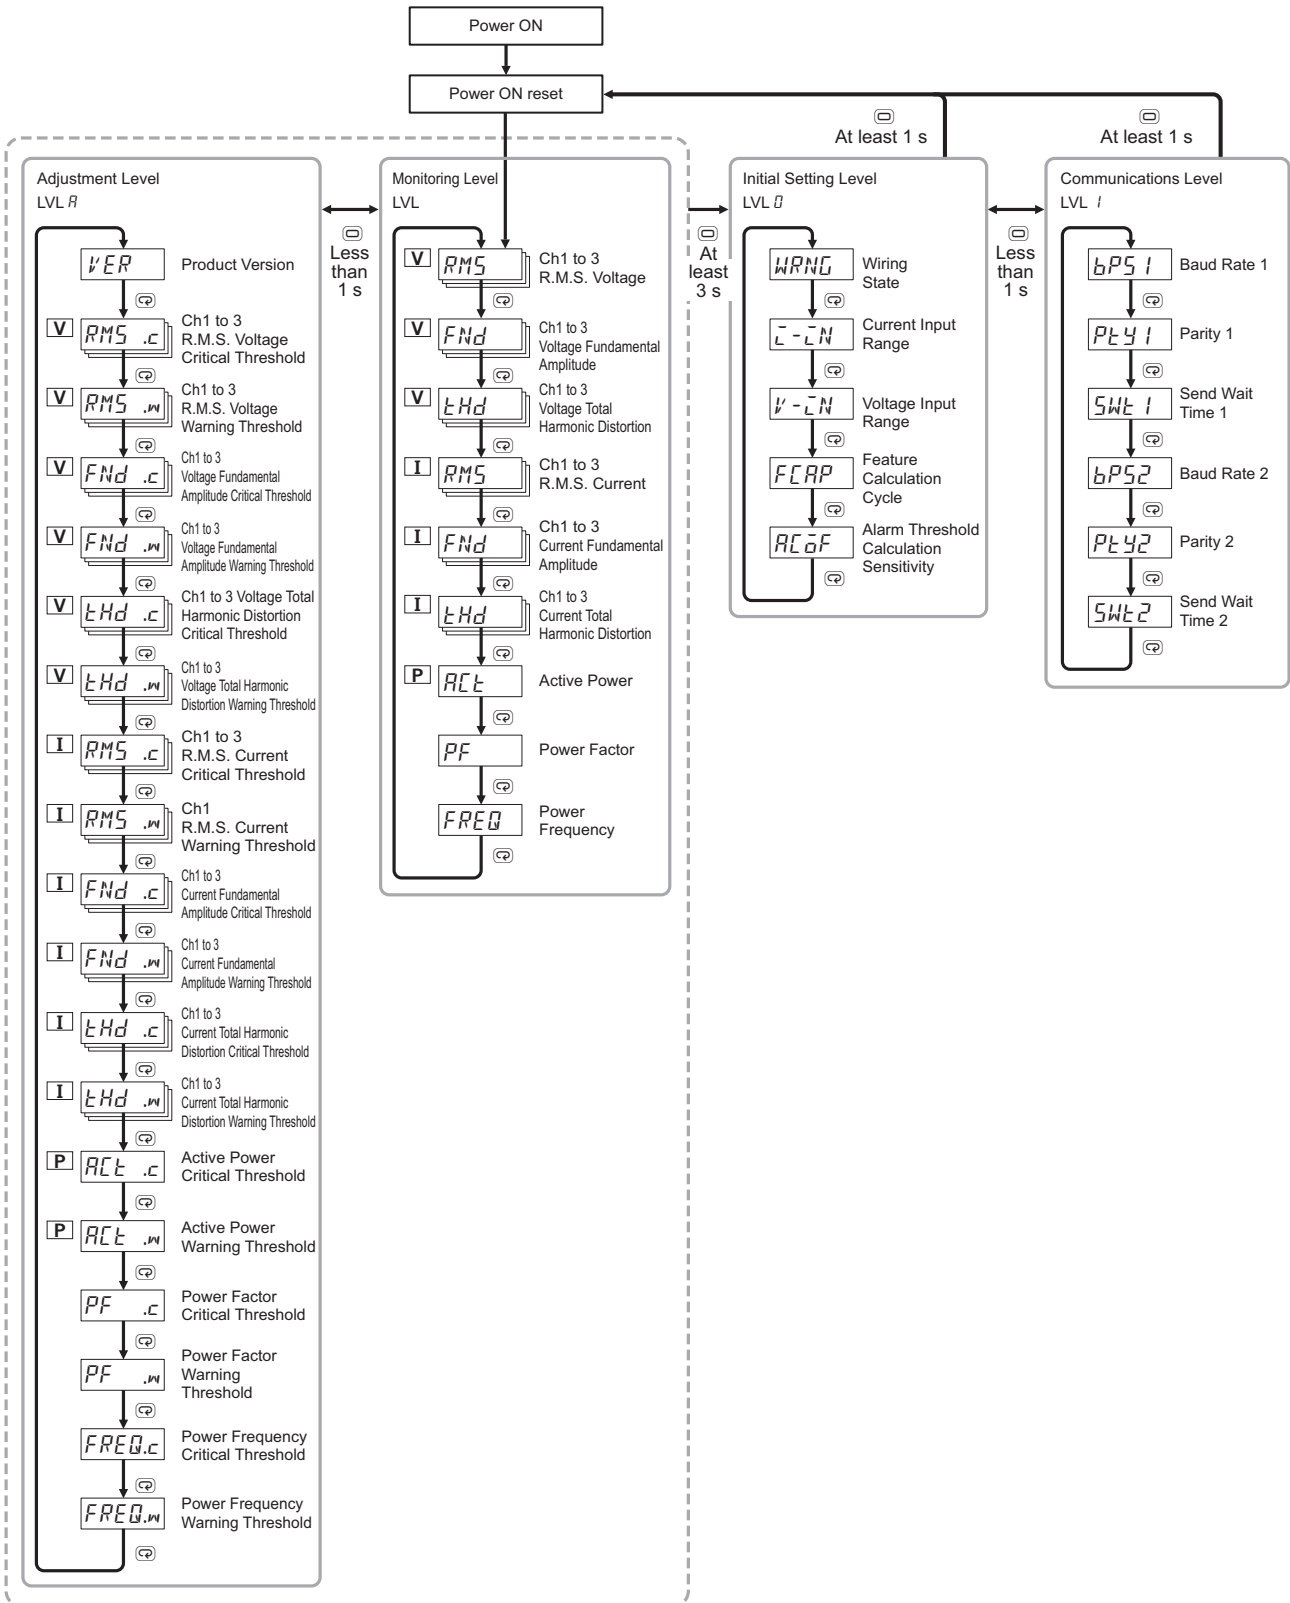 Power ON
Power ON reset
At least 1 s
At least 1 s
Adjustment Level
LVL A
VER
Product Version
V
RMS .c
Ch1 to 3
R.M.S. Voltage
Critical Threshold
V
RMS .w
Ch1 to 3
R.M.S. Voltage
Warning Threshold
V
FNd .c
Ch1 to 3
Voltage Fundamental
Amplitude Critical Threshold
V
FNd .w
Ch1 to 3
Voltage Fundamental
Amplitude Warning Threshold
V
tHd .c
Ch1 to 3 Voltage Total
Harmonic Distortion
Critical Threshold
V
tHd .w
Ch1 to 3
Voltage Total Harmonic
Distortion Warning Threshold
I
RMS .c
Ch1 to 3
R.M.S. Current
Critical Threshold
I
RMS .w
Ch1
R.M.S. Current
Warning Threshold
I
FNd .c
Ch1 to 3
Current Fundamental
Amplitude Critical Threshold
I
FNd .w
Ch1 to 3
Current Fundamental
Amplitude Warning Threshold
I
tHd .c
Ch1 to 3
Current Total Harmonic
Distortion Critical Threshold
I
tHd .w
Ch1 to 3
Current Total Harmonic
Distortion Warning Threshold
P
ACt .c
Active Power
Critical Threshold
P
ACt .w
Active Power
Warning Threshold
PF .c
Power Factor
Critical Threshold
PF .w
Power Factor
Warning
Threshold
FREQ.c
Power Frequency
Critical Threshold
FREQ.w
Power Frequency
Warning Threshold
Less
than
1 s
Monitoring Level
LVL
V
RMS
Ch1 to 3
R.M.S. Voltage
V
FNd
Ch1 to 3
Voltage Fundamental
Amplitude
V
tHd
Ch1 to 3
Voltage Total
Harmonic Distortion
I
RMS
Ch1 to 3
R.M.S. Current
I
FNd
Ch1 to 3
Current Fundamental
Amplitude
I
tHd
Ch1 to 3
Current Total
Harmonic Distortion
P
ACt
Active Power
PF
Power Factor
FREQ
Power
Frequency
At
least
3 s
Initial Setting Level
LVL 0
WRNG
Wiring
State
i-iN
Current Input
Range
V-iN
Voltage Input
Range
FCAP
Feature
Calculation
Cycle
ACoF
Alarm Threshold
Calculation
Sensitivity
Less
than
1 s
Communications Level
LVL 1
bPS1
Baud Rate 1
PtY1
Parity 1
SWt1
Send Wait
Time 1
bPS2
Baud Rate 2
PtY2
Parity 2
SWt2
Send Wait
Time 2